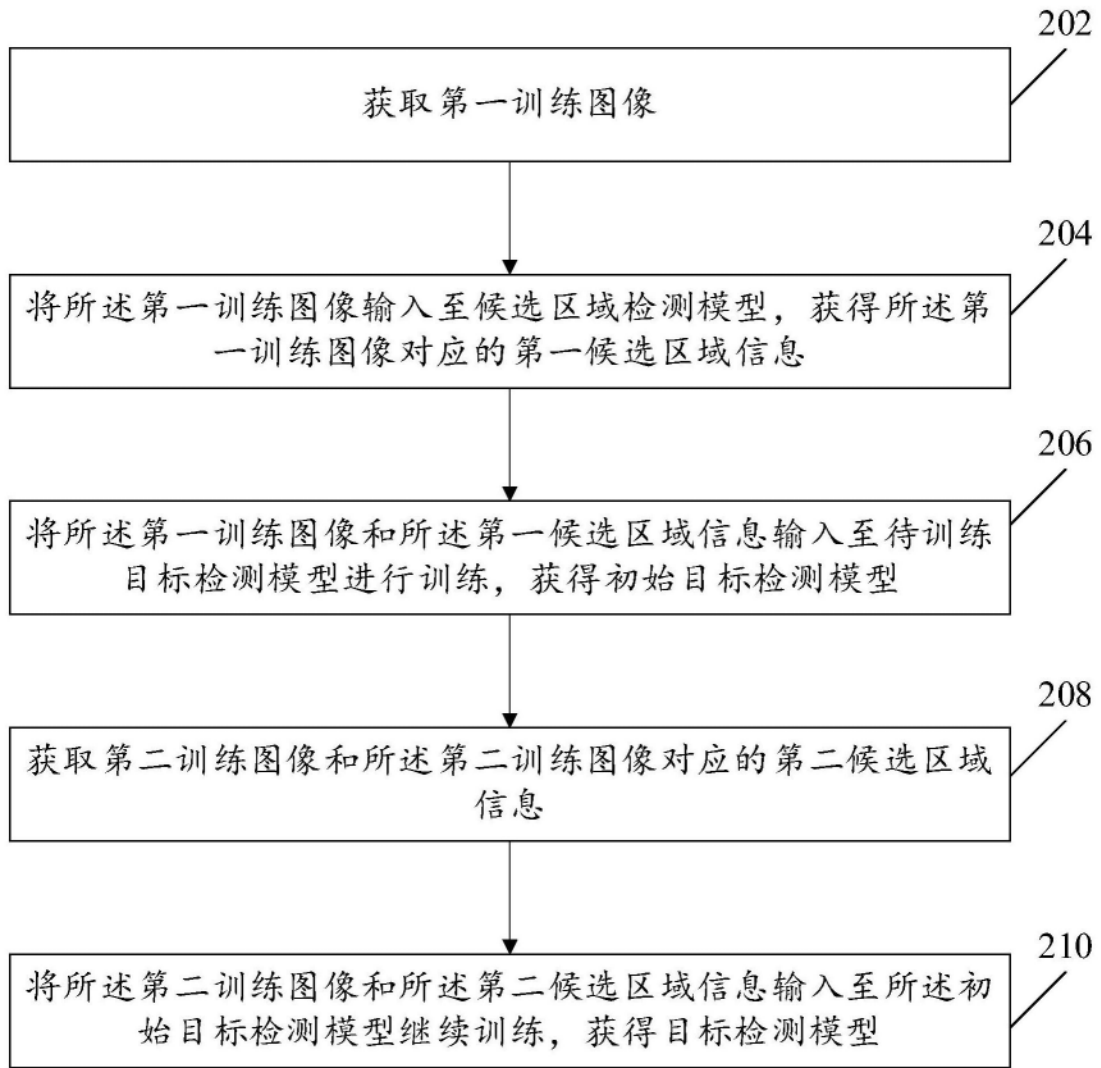 202
获取第一训练图像
204
将所述第一训练图像输入至候选区域检测模型，获得所述第
一训练图像对应的第一候选区域信息
206
将所述第一训练图像和所述第一候选区域信息输入至待训练
目标检测模型进行训练，获得初始目标检测模型
208
获取第二训练图像和所述第二训练图像对应的第二候选区域
信息
210
将所述第二训练图像和所述第二候选区域信息输入至所述初
始目标检测模型继续训练，获得目标检测模型